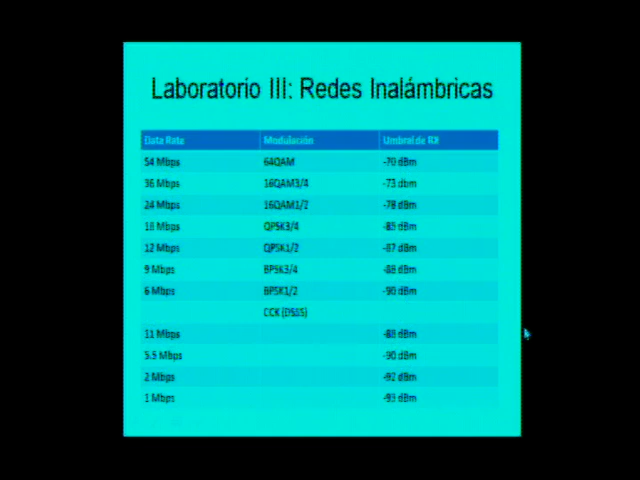 Laboratorio III: Redes Inalámbricas
Data Rate Modulación Umbral de RX
54 Mbps 64QAM -70 dBm
36 Mbps 16QAM3/4 -73 dbm
24 Mbps 16QAM1/2 -78 dBm
18 Mbps QPSK3/4 dBm
12 Mbps QPSK1/2 -87 dBm
9 Mbps BPSK3/4 -88 dBm
6 Mbps BPSK1/2 -90 dBm
CCK (DSSS)
11 Mbps -88 dBm
5.5 Mbps -90 dBm
2 Mbps -92 dBm
1 Mbps -93 dBm